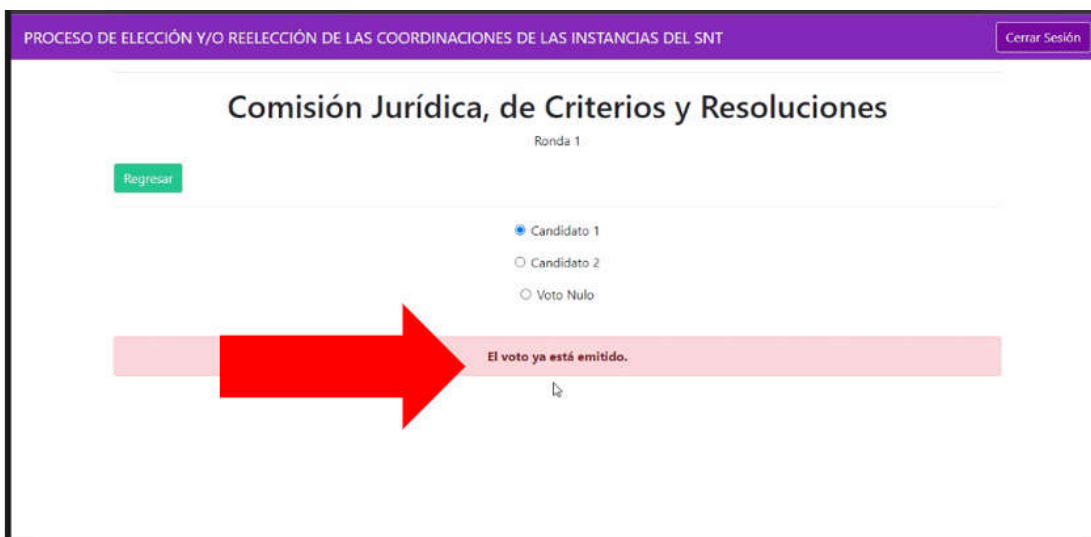 PROCESO DE ELECCIÓN Y/O REELECCIÓN DE LAS COORDINACIONES DE LAS INSTANCIAS DEL SNT
Cerrar Sesión
Comisión Jurídica, de Criterios y Resoluciones
Ronda 1
Regresar
Candidato 1
Candidato 2
Voto Nulo
El voto ya está emitido.